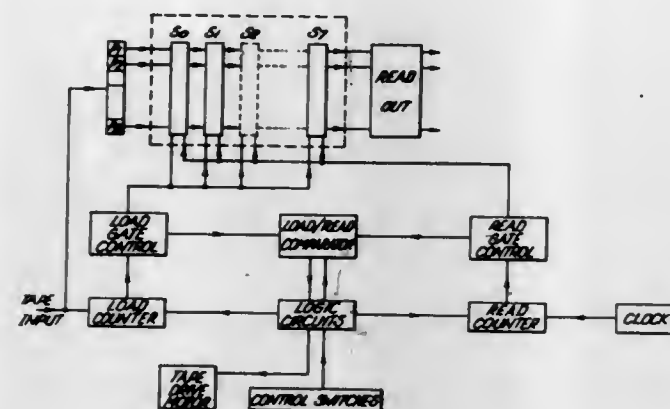 S0 S1 S2 S7
READ
OUT
LOAD
GATE
CONTROL
LOAD/READ
COMPARATOR
READ
GATE
CONTROL
TAPE
INPUT
LOAD
COUNTER
LOGIC
CIRCUITS
READ
COUNTER
CLOCK
TAPE
DRIVE
MOTOR
CONTROL SWITCHES